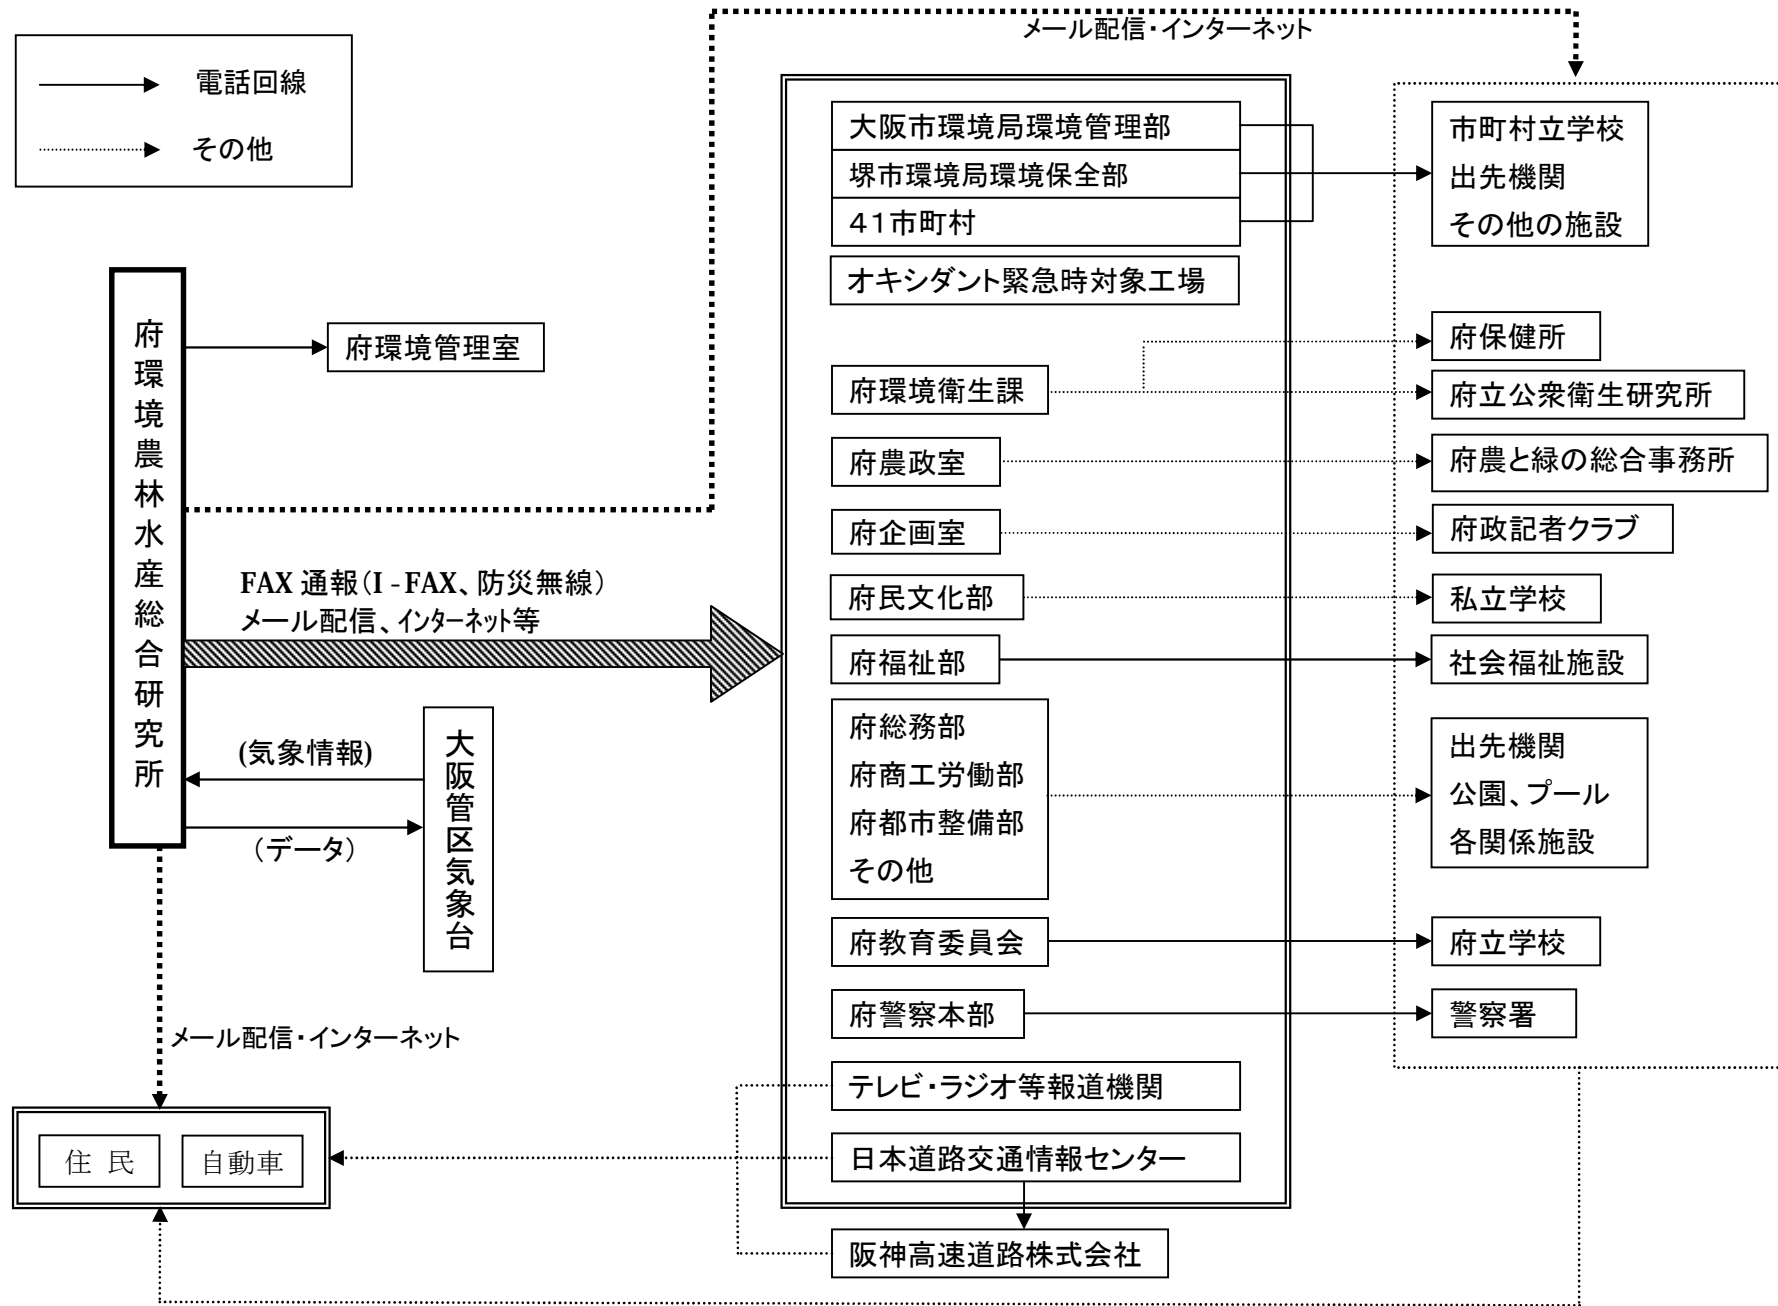 メール配信・インターネット
電話回線
その他
大阪市環境局環境管理部
堺市環境局環境保全部
４１市町村
オキシダント緊急時対象工場
市町村立学校
出先機関
その他の施設
府環境農林水産総合研究所
府環境管理室
府環境衛生課
府保健所
府立公衆衛生研究所
府農政室
府農と緑の総合事務所
府企画室
府政記者クラブ
FAX 通報（I - FAX、防災無線）
メール配信、インターネット等
府民文化部
私立学校
府福祉部
社会福祉施設
(気象情報)
（データ）
大阪管区気象台
府総務部
府商工労働部
府都市整備部
その他
出先機関
公園、プール
各関係施設
府教育委員会
府立学校
府警察本部
警察署
メール配信・インターネット
テレビ・ラジオ等報道機関
住 民
自動車
日本道路交通情報センター
阪神高速道路株式会社